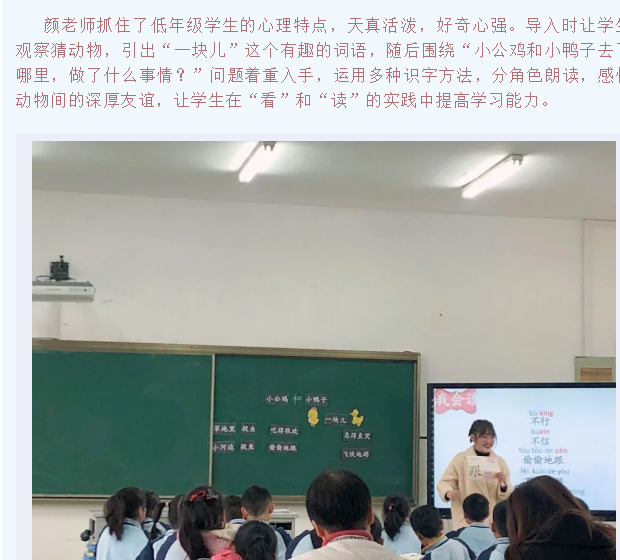 颜老师抓住了低年级学生的心理特点，天真活泼，好奇心强。导入时让学生
观察猜动物，引出“一块儿”这个有趣的词语，随后围绕“小公鸡和小鸭子去了
哪里，做了什么事情？”问题着重入手，运用多种识字方法，分角色朗读，感悟
动物间的深厚友谊，让学生在“看”和“读”的实践中提高学习能力。
小公鸡 和 小鸭子
一块儿
草地里 捉虫 吃得很欢
急得直哭
小河边 捉鱼 偷偷地跟
飞快地游
我会读
bù xíng
不行
bú xìn
不信
tōu tōu de gēn
偷偷地跟
fēi kuài de yóu
跟